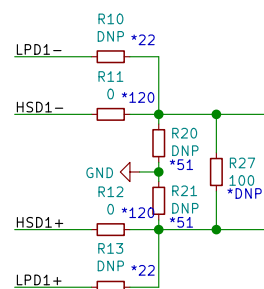 R10
DNP *22
LPD1-
R11
0 *120
HSD1-
R20
DNP
*51
GND
R27
100
*DNP
R12
0 *120
R21
DNP
*51
HSD1+
R13
DNP *22
LPD1+